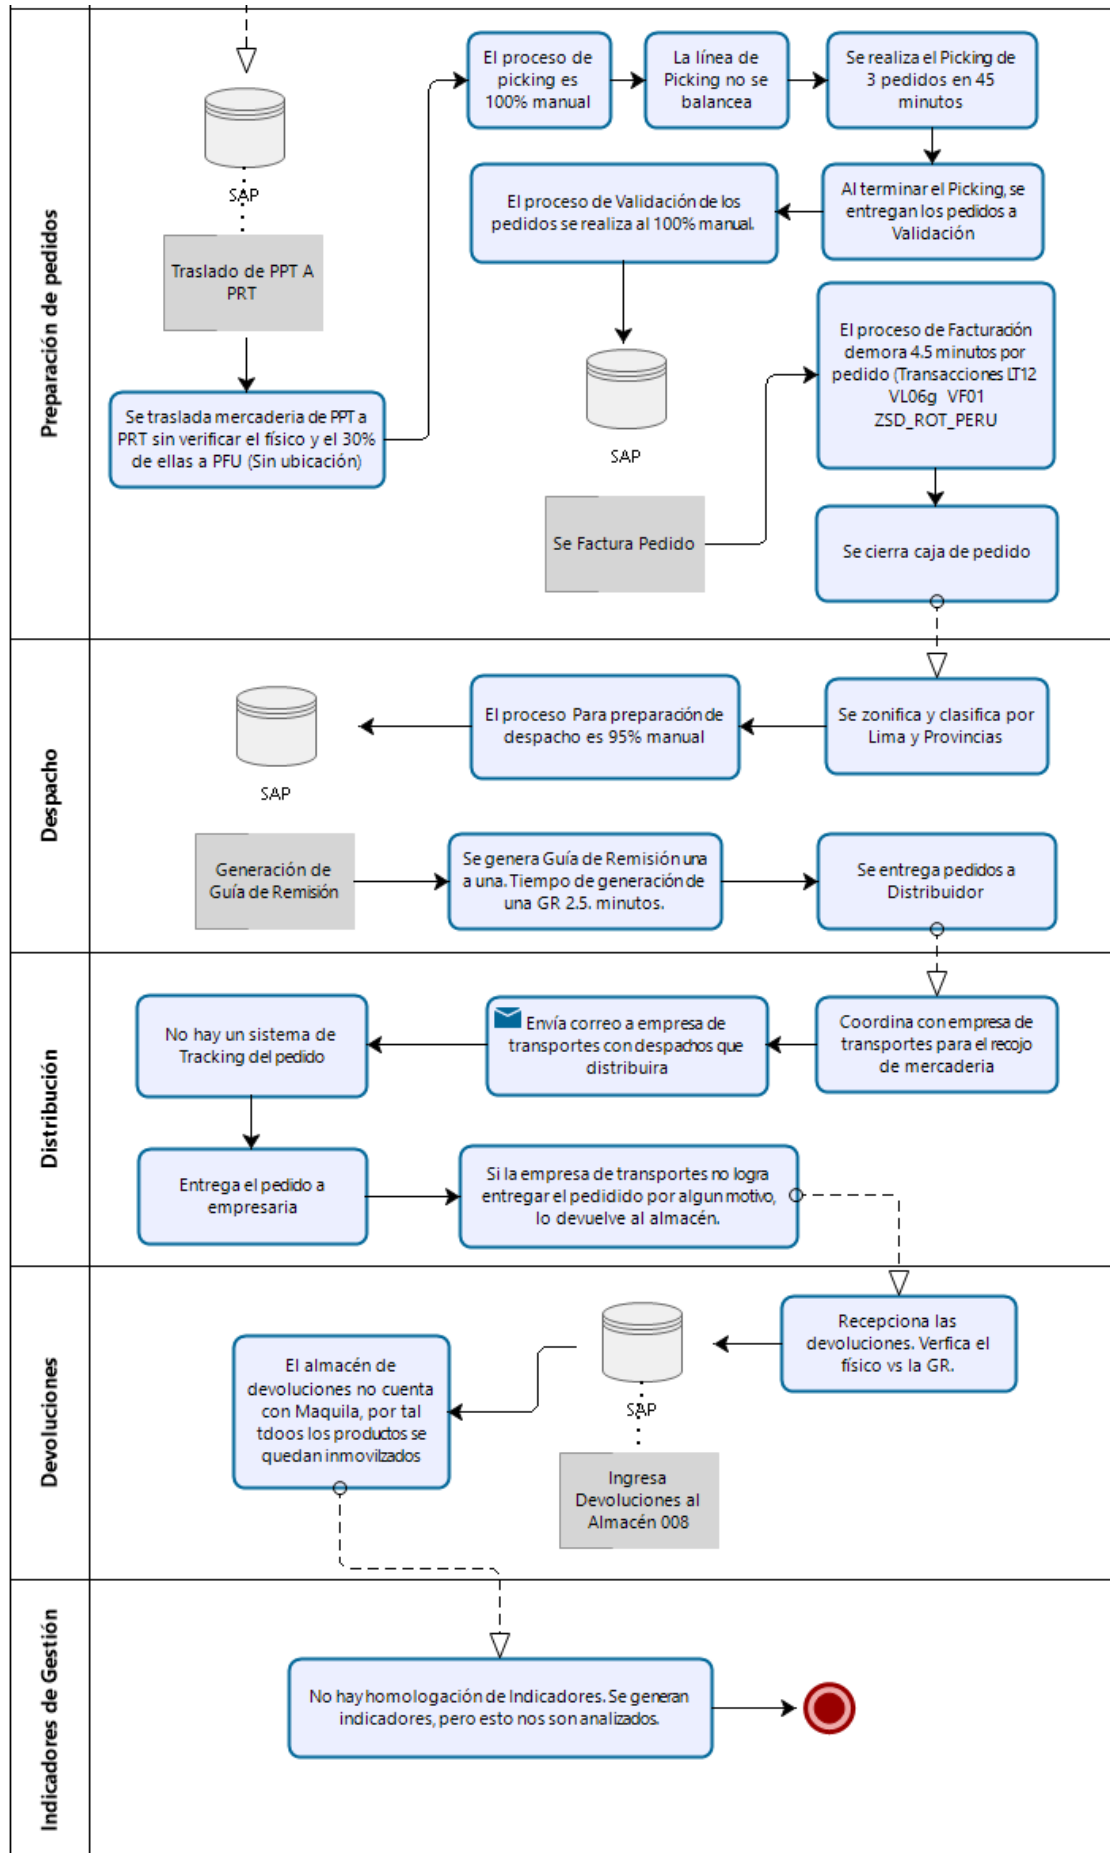 Preparación de pedidos
SAP
Traslado de PPT A
PRT
Se traslada mercaderia de PPT a
PRT sin verificar el físico y el 30%
de ellas a PFU (Sin ubicación)
El proceso de
picking es
100% manual
La línea de
Picking no se
balancea
Se realiza el Picking de
3 pedidos en 45
minutos
Al terminar el Picking, se
entregan los pedidos a
Validación
El proceso de Validación de los
pedidos se realiza al 100% manual.
SAP
Se Factura Pedido
El proceso de Facturación
demora 4.5 minutos por
pedido (Transacciones LT12
VL06g VF01
ZSD_ROT_PERU
Se cierra caja de pedido
Despacho
Se zonifica y clasifica por
Lima y Provincias
El proceso Para preparación de
despacho es 95% manual
SAP
Generación de
Guía de Remisión
Se genera Guía de Remisión una
a una. Tiempo de generación de
una GR 2.5. minutos.
Se entrega pedidos a
Distribuidor
Distribución
Coordina con empresa de
transportes para el recojo
de mercaderia
Envía correo a empresa de
transportes con despachos que
distribuira
No hay un sistema de
Tracking del pedido
Entrega el pedido a
empresaria
Si la empresa de transportes no logra
entregar el pedidido por algun motivo,
lo devuelve al almacén.
Devoluciones
Recepciona las
devoluciones. Verfica el
físico vs la GR.
SAP
Ingresa
Devoluciones al
Almacén 008
El almacén de
devoluciones no cuenta
con Maquila, por tal
tdoos los productos se
quedan inmovilzados
Indicadores de Gestión
No hay homologación de Indicadores. Se generan
indicadores, pero esto nos son analizados.